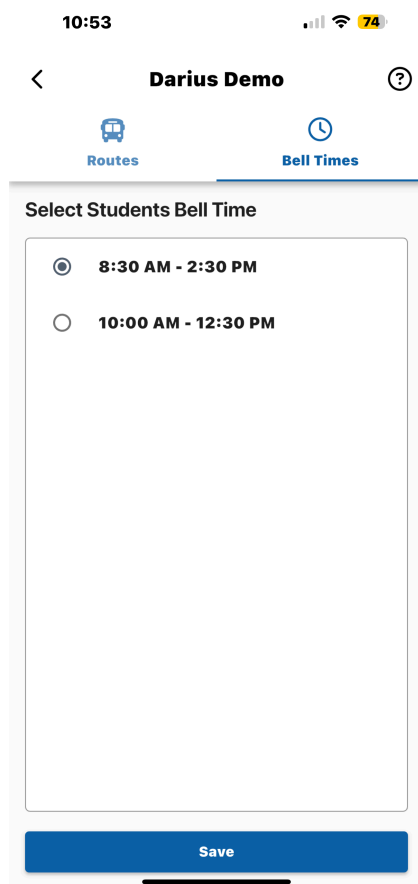 10:53
74
Darius Demo
?
Routes
Bell Times
Select Students Bell Time
8:30 AM - 2:30 PM
10:00 AM - 12:30 PM
Save